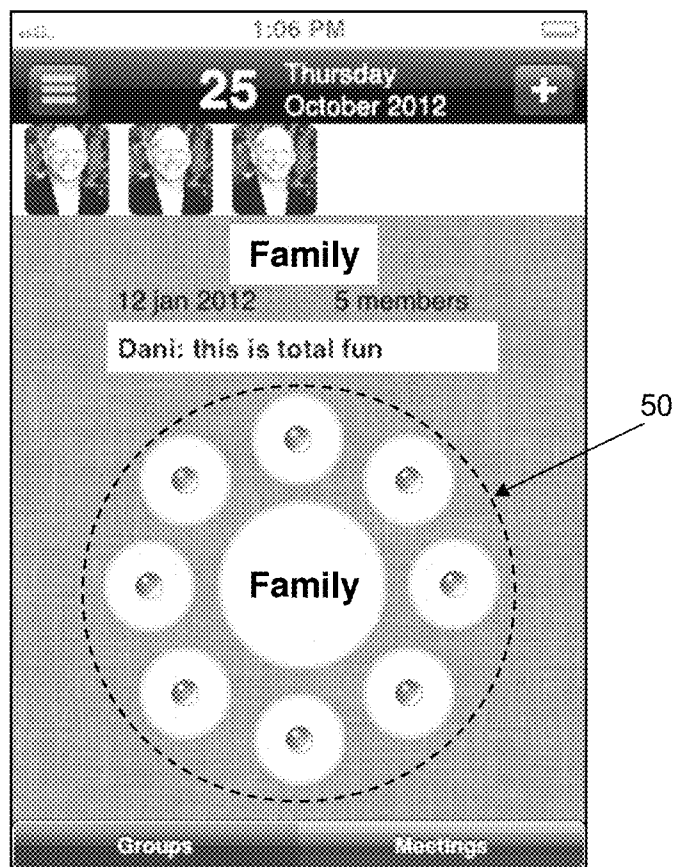 1:06 PM
25 Thursday
October 2012
+
Family
12 jan 2012 5 members
Dani: this is total fun
50
Family
Groups Meetings